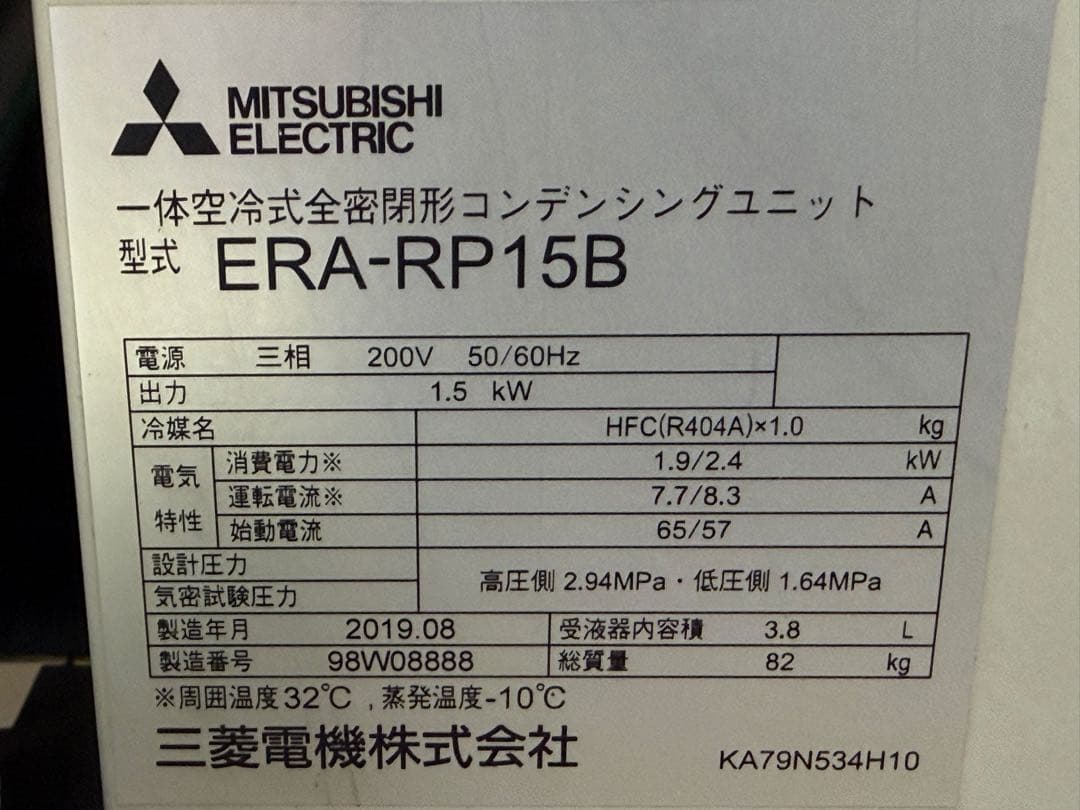 MITSUBISHI
ELECTRIC
一体空冷式全密閉形コンデンシングユニット
型式 ERA-RP15B
電源 三相 200V 50/60Hz
出力 1.5 kW
冷媒名 HFC(R404A)×1.0 kg
電気特性 消費電力※ 1.9/2.4 kW
運転電流※ 7.7/8.3 A
始動電流 65/57 A
設計圧力 高圧側 2.94MPa・低圧側 1.64MPa
気密試験圧力
製造年月 2019.08 受液器内容積 3.8 L
製造番号 98W08888 総質量 82 kg
※周囲温度32℃,蒸発温度-10℃
三菱電機株式会社 KA79N534H10